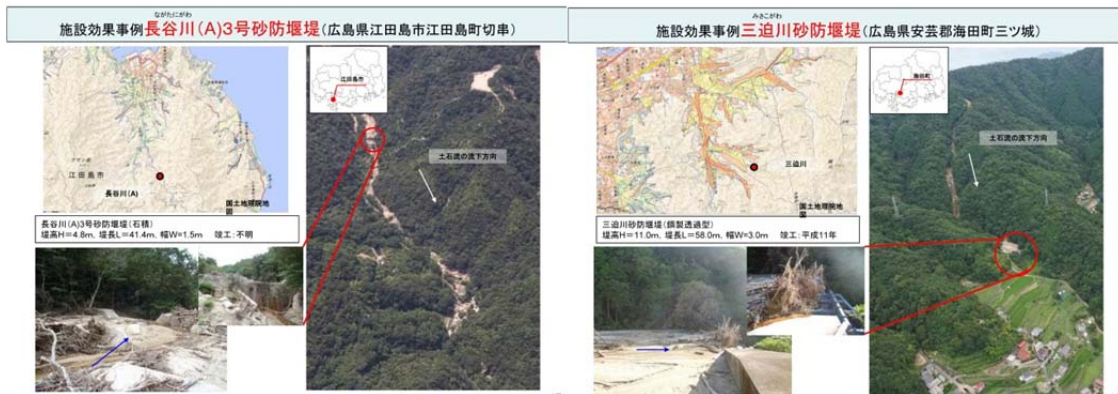 ながたにがわ
施設効果事例長谷川(A)3号砂防堰堤(広島県江田島市江田島町切串)
江田島市
土石流の流下方向
江田島市
長谷川(A)
国土地理院地図
長谷川(A)3号砂防堰堤(石積)
堤高H=4.8m、堤長L=41.4m、幅W=1.5m 竣工:不明
みさこがわ
施設効果事例三迫川砂防堰堤(広島県安芸郡海田町三ツ城)
海田町
土石流の流下方向
三迫川
国土地理院地
三迫川砂防堰堤(鋼製透過型)
堤高H=11.0m、堤長L=58.0m、幅W=3.0m 竣工:平成11年